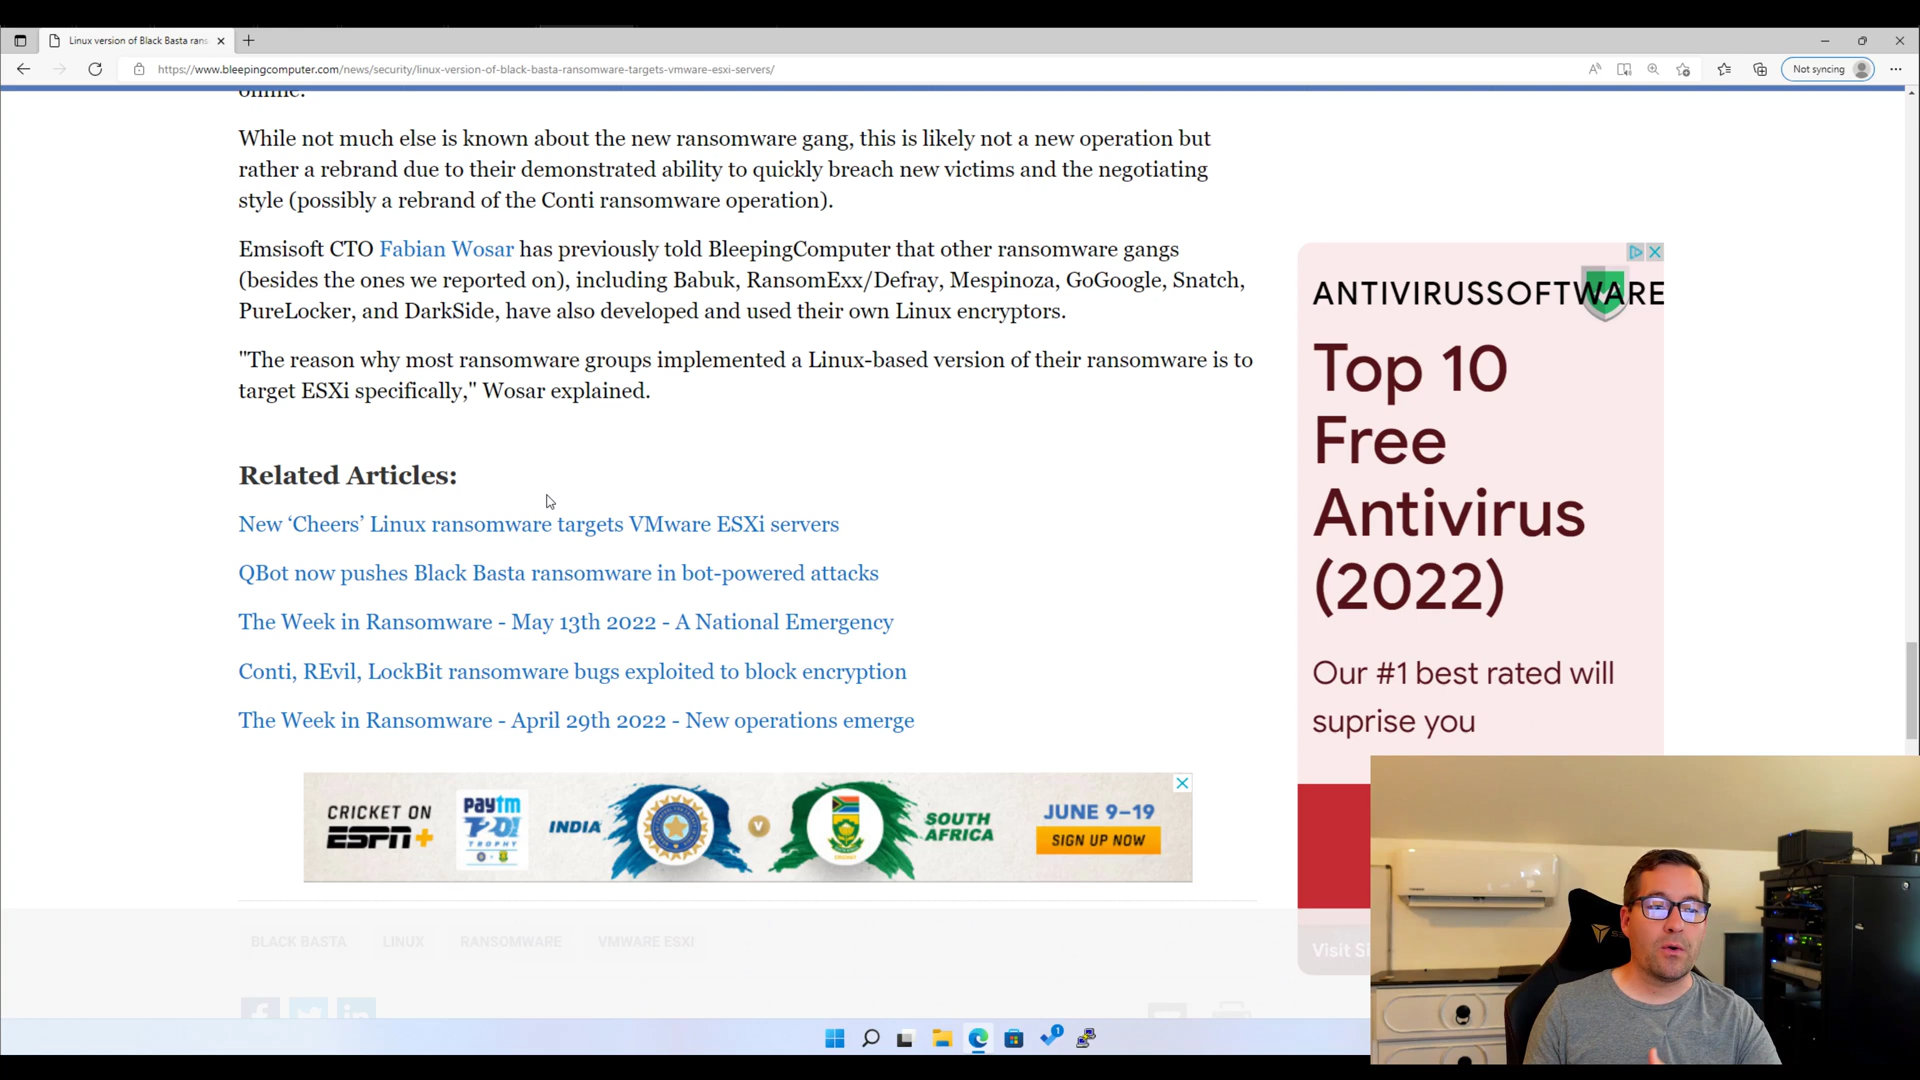 Linux version of Black Basta rans
https://www.bleepingcomputer.com/news/security/linux-version-of-black-basta-ransomware-targets-vmware-esxi-servers/
Not syncing
online.
While not much else is known about the new ransomware gang, this is likely not a new operation but
rather a rebrand due to their demonstrated ability to quickly breach new victims and the negotiating
style (possibly a rebrand of the Conti ransomware operation).
Emsisoft CTO Fabian Wosar has previously told BleepingComputer that other ransomware gangs
(besides the ones we reported on), including Babuk, RansomExx/Defray, Mespinoza, GoGoogle, Snatch,
PureLocker, and DarkSide, have also developed and used their own Linux encryptors.
"The reason why most ransomware groups implemented a Linux-based version of their ransomware is to
target ESXi specifically," Wosar explained.
Related Articles:
New ‘Cheers’ Linux ransomware targets VMware ESXi servers
QBot now pushes Black Basta ransomware in bot-powered attacks
The Week in Ransomware - May 13th 2022 - A National Emergency
Conti, REvil, LockBit ransomware bugs exploited to block encryption
The Week in Ransomware - April 29th 2022 - New operations emerge
CRICKET ON
ESPN+
paytm
T20I
TROPHY
INDIA
V
SOUTH
AFRICA
JUNE 9–19
SIGN UP NOW
BLACK BASTA
LINUX
RANSOMWARE
VMWARE ESXI
ANTIVIRUSSOFTWARE
Top 10
Free
Antivirus
(2022)
Our #1 best rated will
suprise you
Visit Si
1